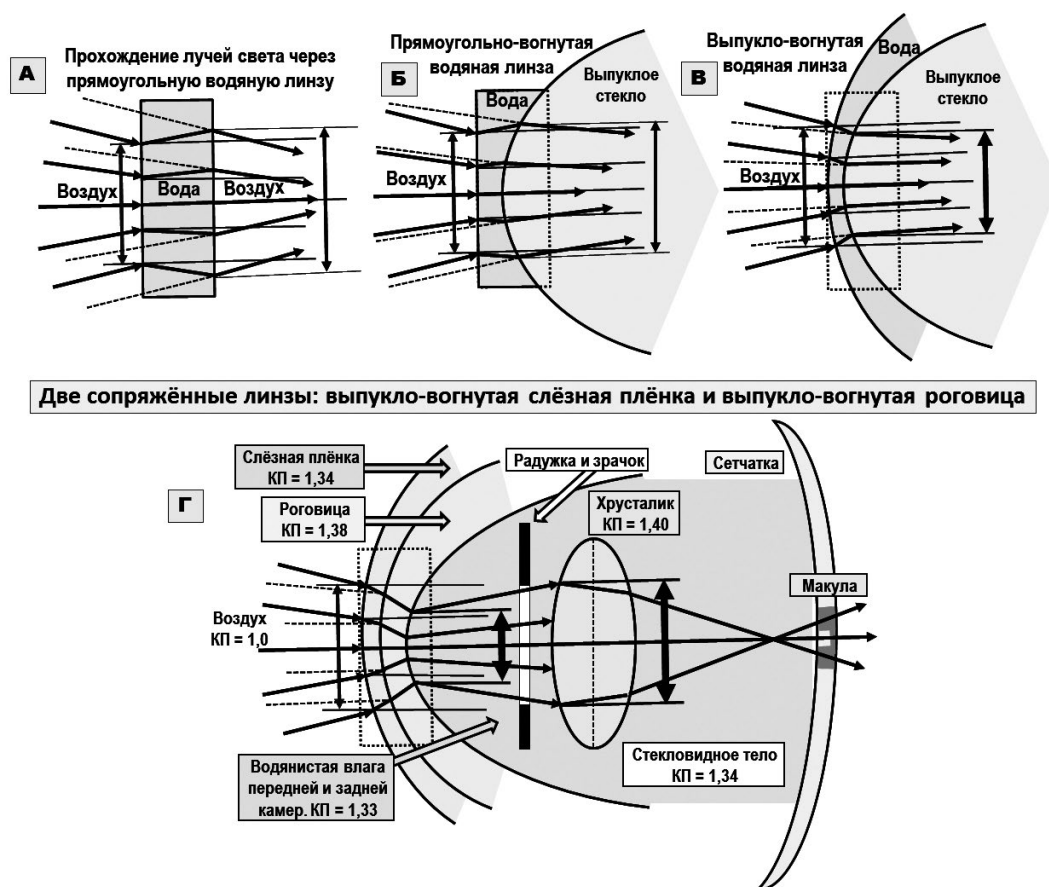 А
Прохождение лучей света через
прямоугольную водяную линзу
Воздух
Вода
Воздух
Б
Прямоугольно-вогнутая
водяная линза
Вода
Выпуклое
стекло
Воздух
В
Выпукло-вогнутая
водяная линза
Вода
Выпуклое
стекло
Воздух
Две сопряжённые линзы: выпукло-вогнутая слёзная плёнка и выпукло-вогнутая роговица
Г
Слёзная плёнка
КП = 1,34
Роговица
КП = 1,38
Радужка и зрачок
Хрусталик
КП = 1,40
Сетчатка
Макула
Воздух
КП = 1,0
Водянистая влага
передней и задней
камер. КП = 1,33
Стекловидное тело
КП = 1,34